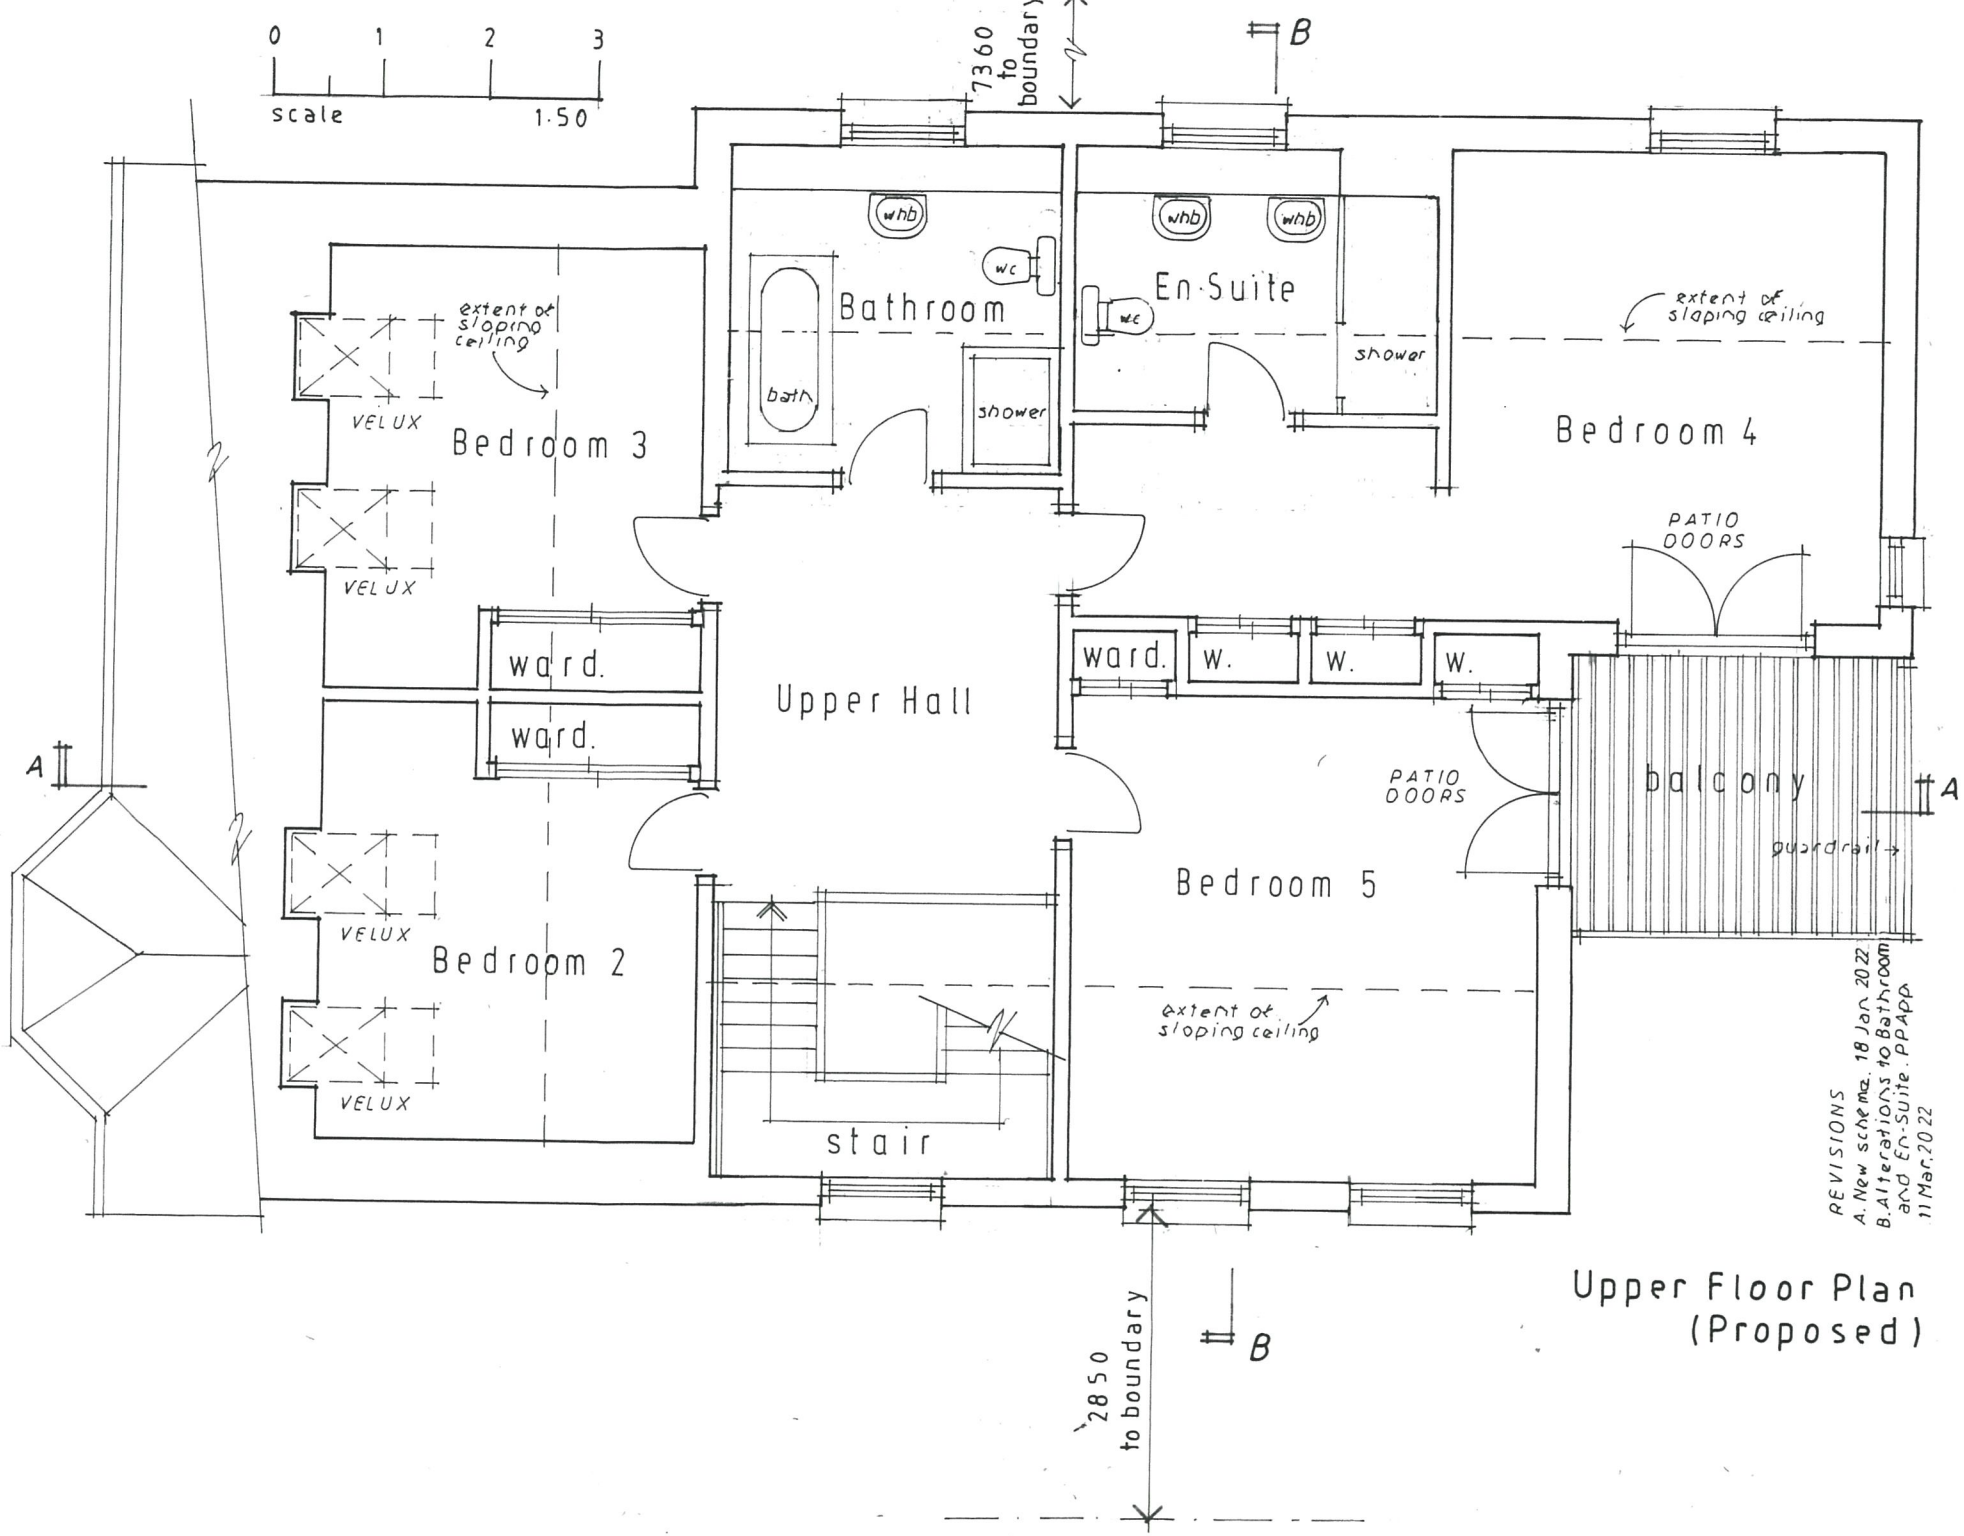 0 1 2 3
scale 1:50
7360
to
boundary
B
whb
whb
whb
wc
En·Suite
Bathroom
wc
extent of
sloping
ceiling
extent of
sloping ceiling
shower
bath
shower
VELUX
Bedroom 3
Bedroom 4
PATIO
DOORS
VELUX
ward.
ward.
W.
W.
W.
Upper Hall
ward.
A
PATIO
DOORS
balcony
A
guardrail
Bedroom 5
VELUX
Bedroom 2
extent of
sloping ceiling
VELUX
stair
REVISIONS
A. New scheme. 18 Jan 2022
B. Alterations to Bathroom
and En-Suite. PPApp
11 Mar, 2022
Upper Floor Plan
(Proposed)
2850
to boundary
B